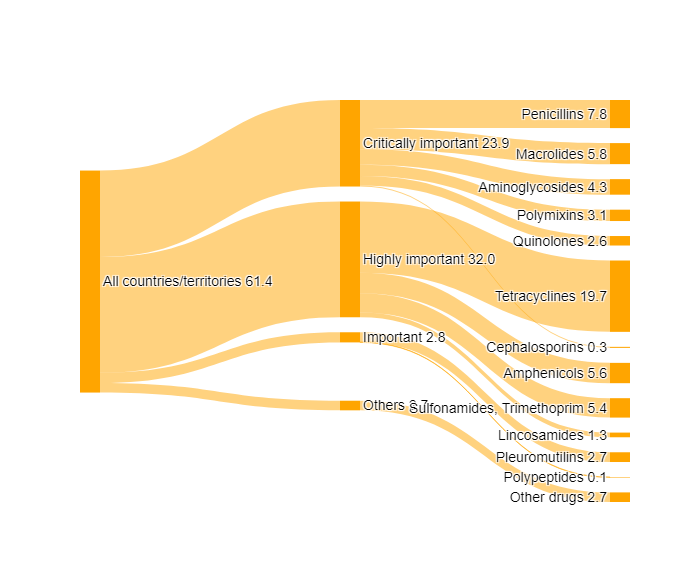 Penicillins 7.8
Critically important 23.9
Macrolides 5.8
Aminoglycosides 4.3
Polymixins 3.1
Quinolones 2.6
Highly important 32.0
All countries/territories 61.4
Tetracyclines 19.7
Important 2.8
Cephalosporins 0.3
Amphenicols 5.6
Others
Sulfonamides, Trimethoprim 5.4
Lincosamides 1.3
Pleuromutilins 2.7
Polypeptides 0.1
Other drugs 2.7